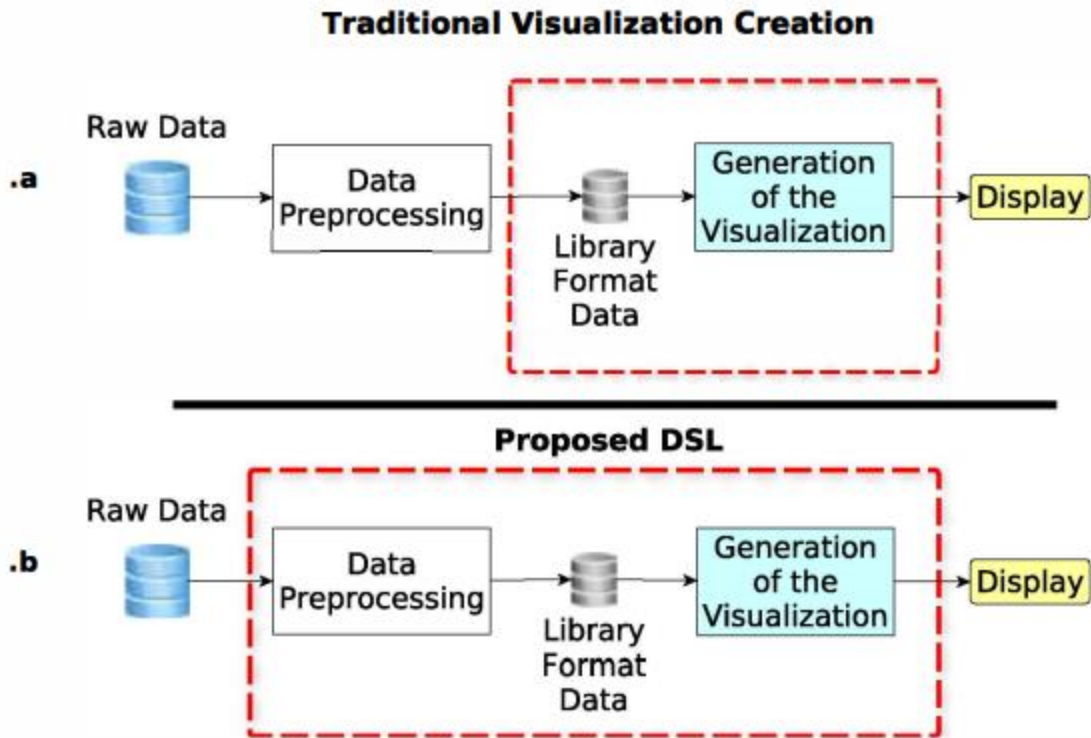 Traditional Visualization Creation
Raw Data
.a
Data
Preprocessing
Library
Format
Data
Generation
of the
Visualization
Display
Proposed DSL
Raw Data
.b
Data
Preprocessing
Library
Format
Data
Generation
of the
Visualization
Display